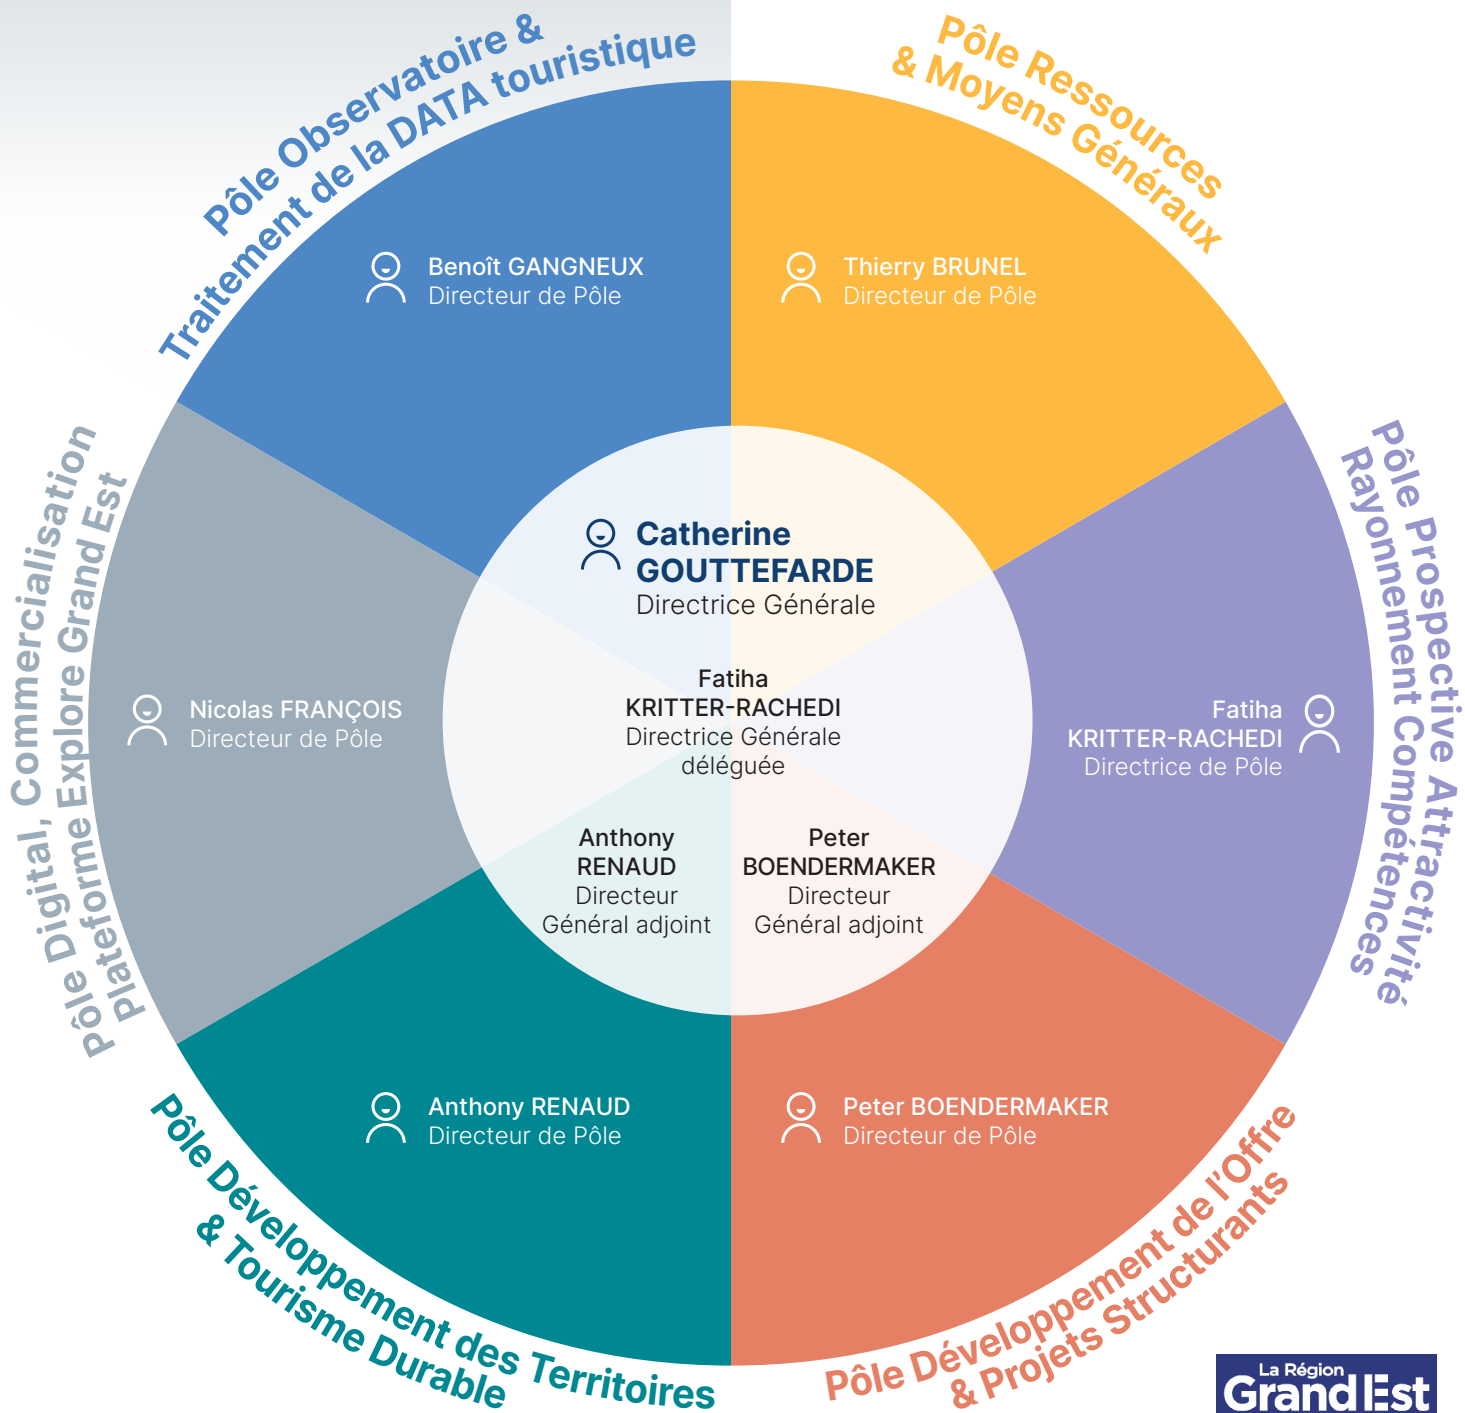 Pôle Observatoire &
Traitement de la DATA touristique
Pôle Ressources
& Moyens Généraux
Benoît GANGNEUX
Directeur de Pôle
Thierry BRUNEL
Directeur de Pôle
Pôle Digital, Commercialisation
Plateforme Explore Grand Est
Nicolas FRANÇOIS
Directeur de Pôle
Catherine
GOUTTEFARDE
Directrice Générale
Fatiha
KRITTER-RACHEDI
Directrice Générale
déléguée
Anthony
RENAUD
Directeur
Général adjoint
Peter
BOENDERMAKER
Directeur
Général adjoint
Fatiha
KRITTER-RACHEDI
Directrice de Pôle
Pôle Prospective Attractivité
Rayonnement Compétences
Anthony RENAUD
Directeur de Pôle
Peter BOENDERMAKER
Directeur de Pôle
Pôle Développement des Territoires
& Tourisme Durable
Pôle Développement de l'Offre
& Projets Structurants
La Région
Grand Est